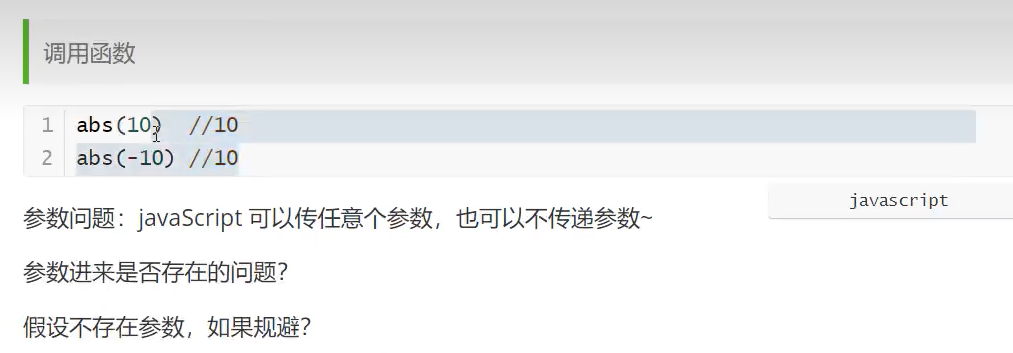 调用函数
1 abs(10) //10
2 abs(-10) //10
javascript
参数问题：javaScript 可以传任意个参数，也可以不传递参数~
参数进来是否存在的问题？
假设不存在参数，如果规避？